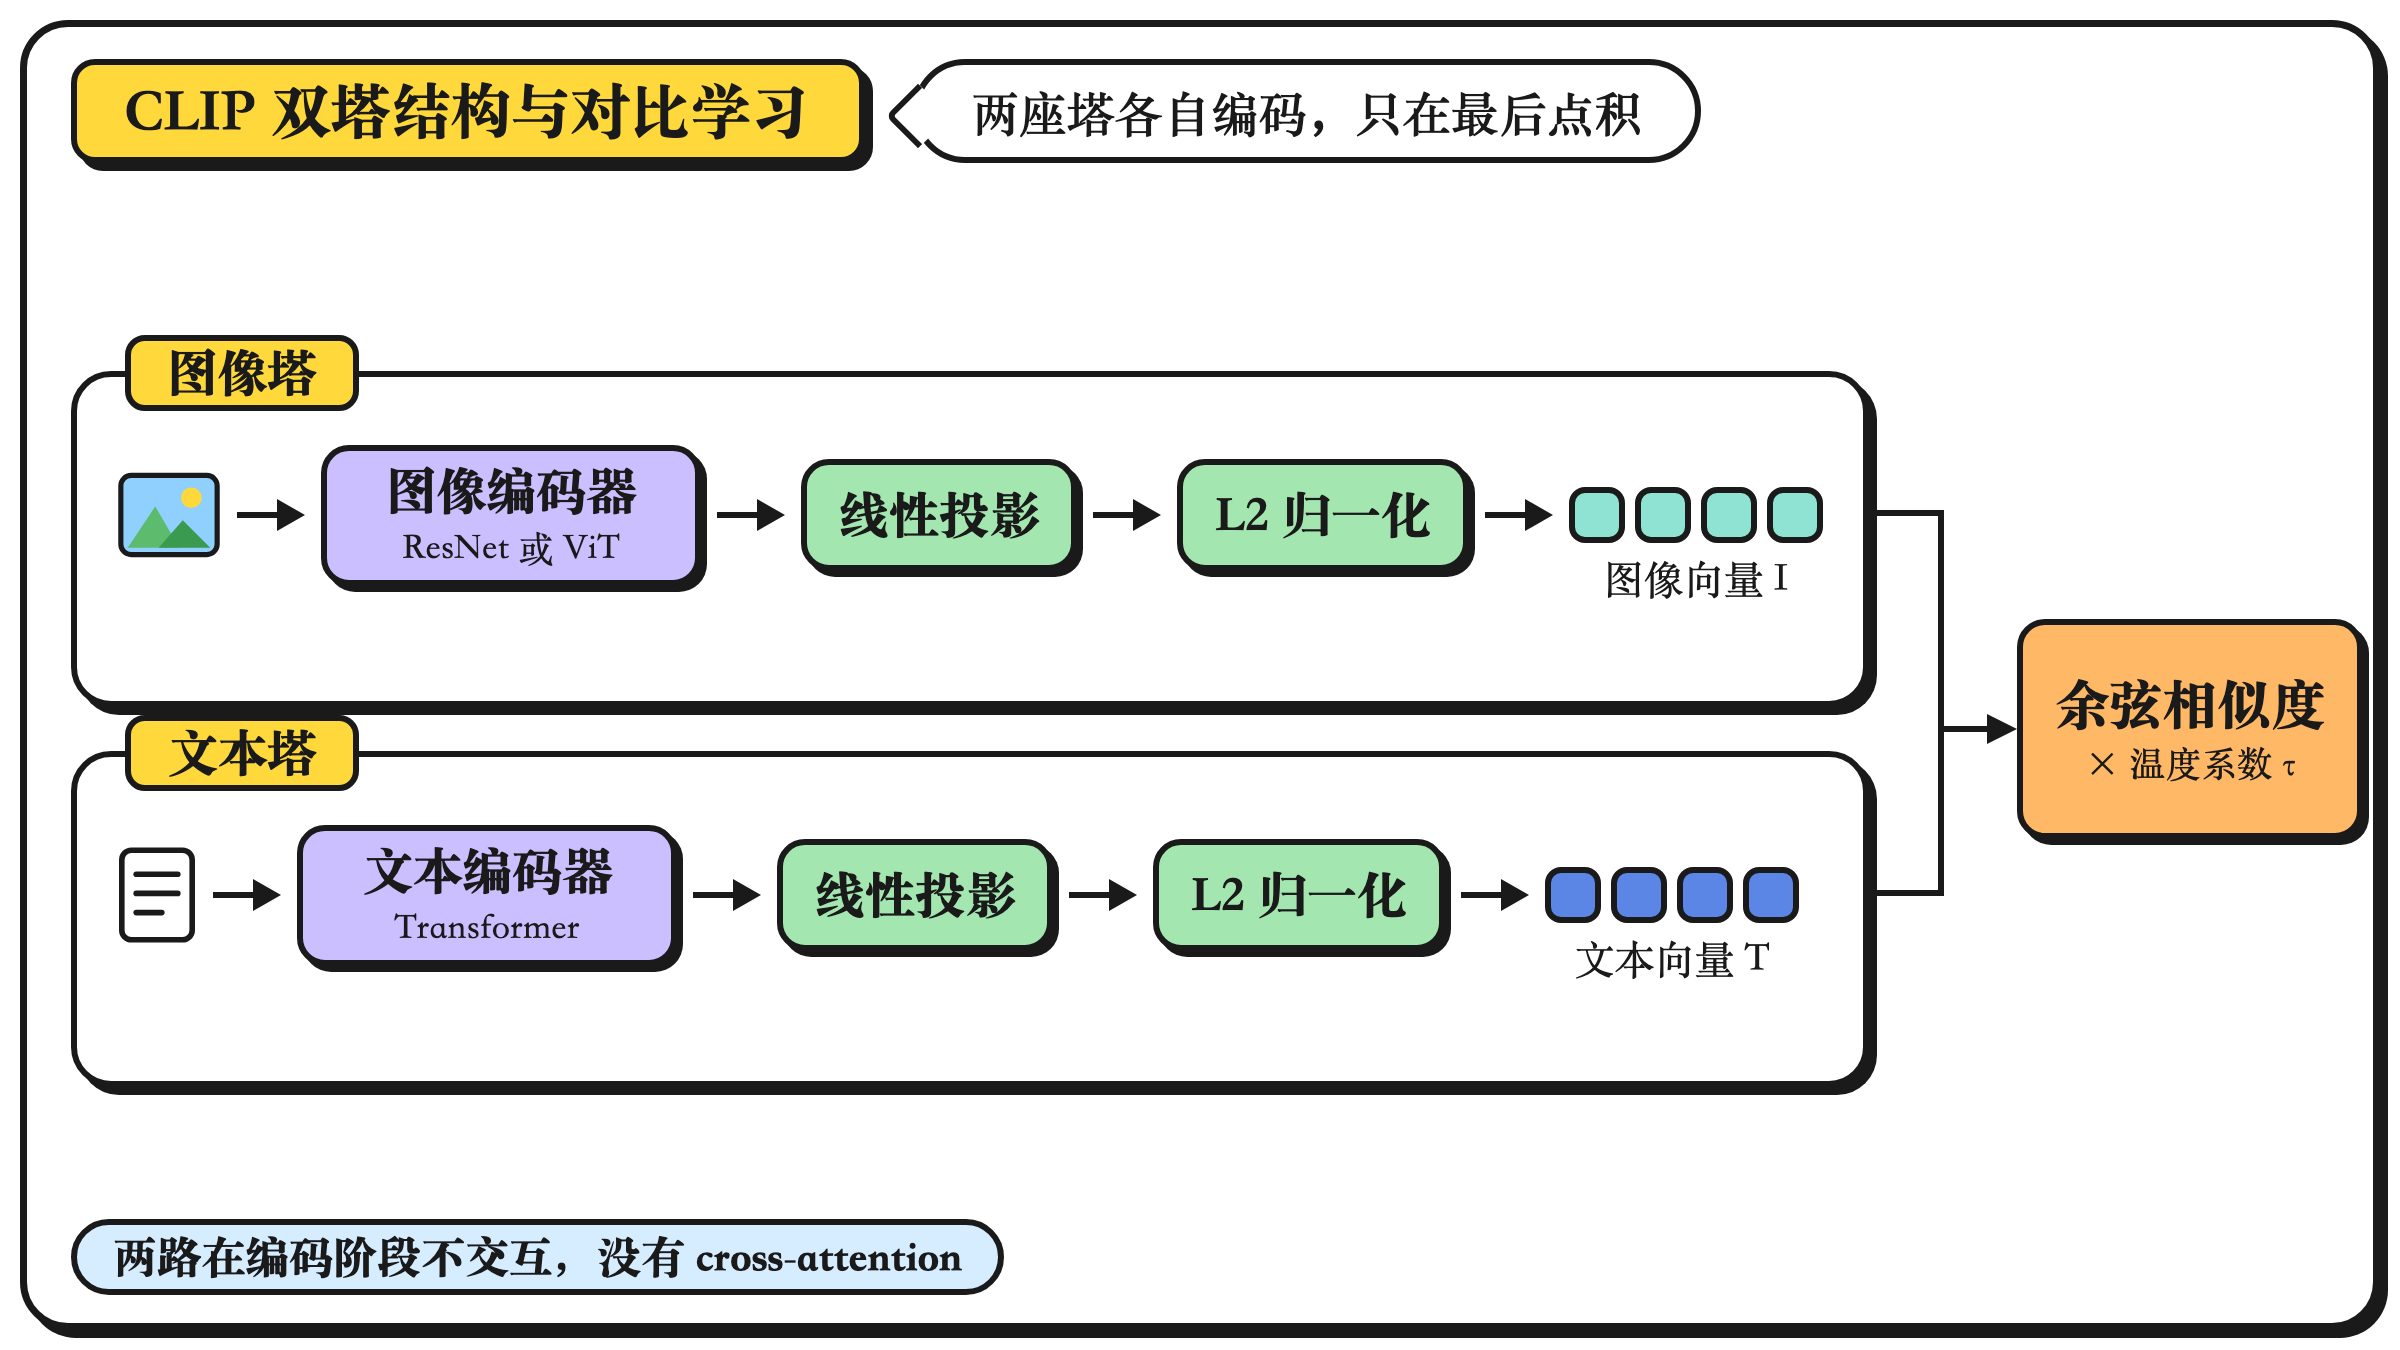 CLIP 双塔结构与对比学习
两座塔各自编码，只在最后点积
图像塔
图像编码器
ResNet 或 ViT
线性投影
L2 归一化
图像向量 I
文本塔
文本编码器
Transformer
线性投影
L2 归一化
文本向量 T
余弦相似度
× 温度系数 τ
两路在编码阶段不交互，没有 cross-attention